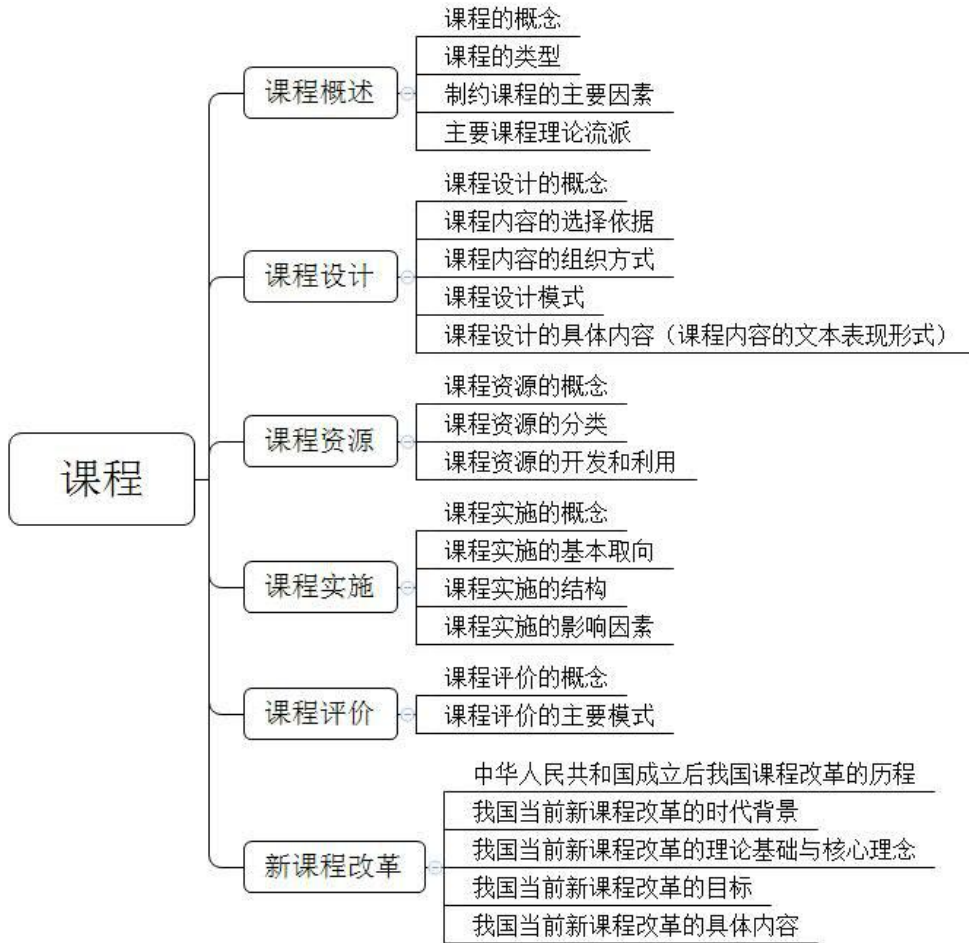 课程
课程概述
课程的概念
课程的类型
制约课程的主要因素
主要课程理论流派
课程设计
课程设计的概念
课程内容的选择依据
课程内容的组织方式
课程设计模式
课程设计的具体内容（课程内容的文本表现形式）
课程资源
课程资源的概念
课程资源的分类
课程资源的开发和利用
课程实施
课程实施的概念
课程实施的基本取向
课程实施的结构
课程实施的影响因素
课程评价
课程评价的概念
课程评价的主要模式
新课程改革
中华人民共和国成立后我国课程改革的历程
我国当前新课程改革的时代背景
我国当前新课程改革的理论基础与核心理念
我国当前新课程改革的目标
我国当前新课程改革的具体内容